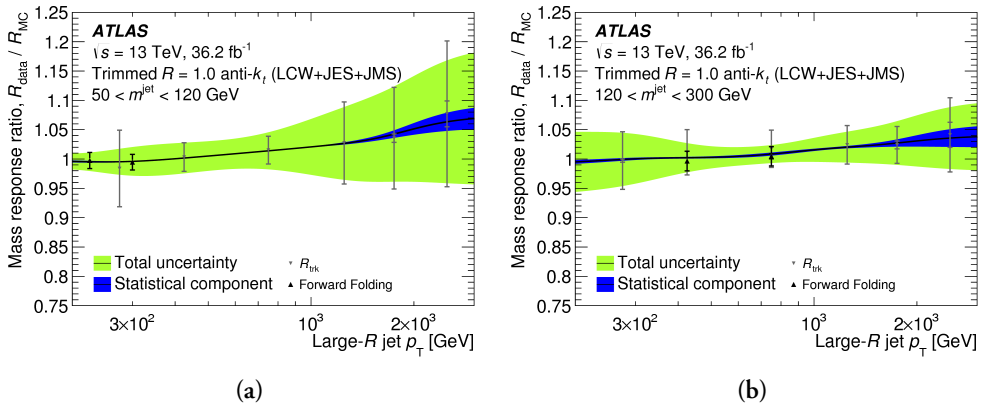 Mass response ratio, R_data / R_MC
1.25
1.2
1.15
1.1
1.05
1
0.95
0.9
0.85
0.8
0.75
ATLAS
√s = 13 TeV, 36.2 fb⁻¹
Trimmed R = 1.0 anti-k_t (LCW+JES+JMS)
50 < m^jet < 120 GeV
Total uncertainty
Statistical component
R_trk
Forward Folding
3×10²
10³
2×10³
Large-R jet p_T [GeV]
(a)
Mass response ratio, R_data / R_MC
1.25
1.2
1.15
1.1
1.05
1
0.95
0.9
0.85
0.8
0.75
ATLAS
√s = 13 TeV, 36.2 fb⁻¹
Trimmed R = 1.0 anti-k_t (LCW+JES+JMS)
120 < m^jet < 300 GeV
Total uncertainty
Statistical component
R_trk
Forward Folding
3×10²
10³
2×10³
Large-R jet p_T [GeV]
(b)